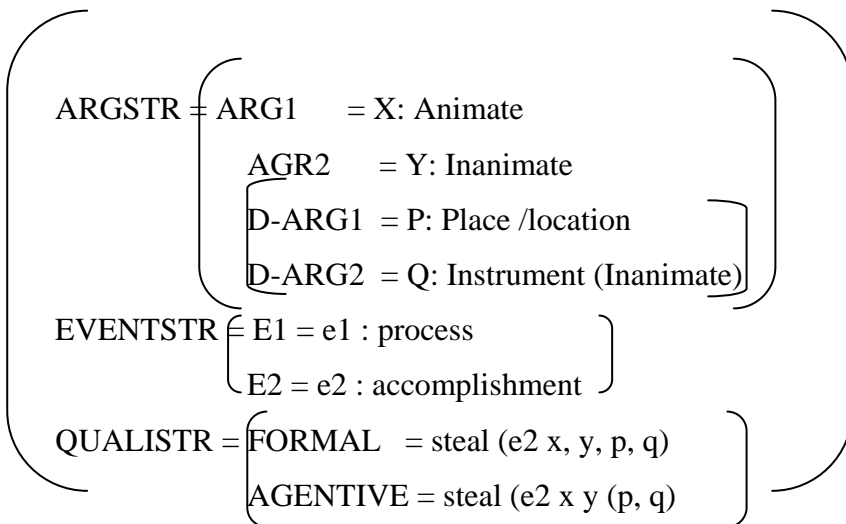 ARGSTR = ARG1 = X: Animate
AGR2 = Y: Inanimate
D-ARG1 = P: Place /location
D-ARG2 = Q: Instrument (Inanimate)
EVENTSTR = E1 = e1 : process
E2 = e2 : accomplishment
QUALISTR = FORMAL = steal (e2 x, y, p, q)
AGENTIVE = steal (e2 x y (p, q)